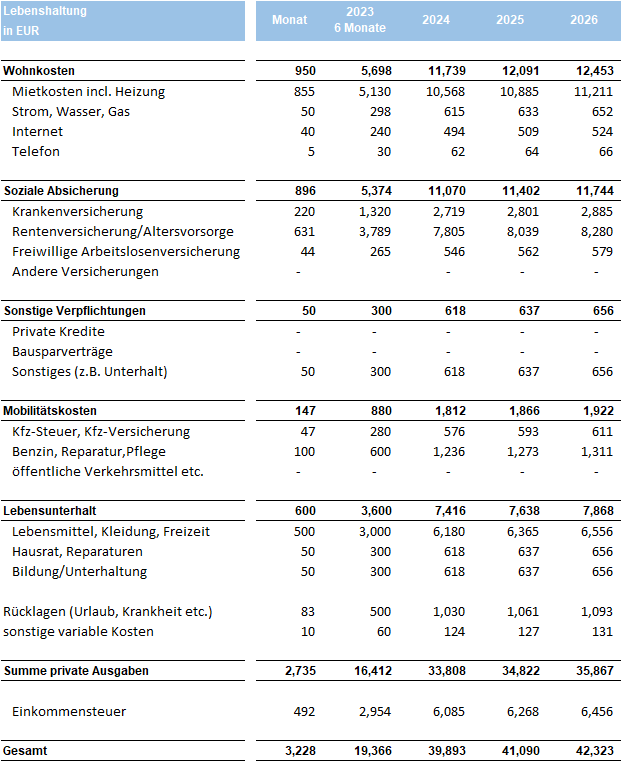 Lebenshaltung
in EUR Monat 2023 6 Monate 2024 2025 2026
Wohnkosten 950 5,698 11,739 12,091 12,453
Mietkosten incl. Heizung 855 5,130 10,568 10,885 11,211
Strom, Wasser, Gas 50 298 615 633 652
Internet 40 240 494 509 524
Telefon 5 30 62 64 66
Soziale Absicherung 896 5,374 11,070 11,402 11,744
Krankenversicherung 220 1,320 2,719 2,801 2,885
Rentenversicherung/Altersvorsorge 631 3,789 7,805 8,039 8,280
Freiwillige Arbeitslosenversicherung 44 265 546 562 579
Andere Versicherungen - - - - -
Sonstige Verpflichtungen 50 300 618 637 656
Private Kredite - - - - -
Bausparverträge - - - - -
Sonstiges (z.B. Unterhalt) 50 300 618 637 656
Mobilitätskosten 147 880 1,812 1,866 1,922
Kfz-Steuer, Kfz-Versicherung 47 280 576 593 611
Benzin, Reparatur,Pflege 100 600 1,236 1,273 1,311
öffentliche Verkehrsmittel etc. - - - - -
Lebensunterhalt 600 3,600 7,416 7,638 7,868
Lebensmittel, Kleidung, Freizeit 500 3,000 6,180 6,365 6,556
Hausrat, Reparaturen 50 300 618 637 656
Bildung/Unterhaltung 50 300 618 637 656
Rücklagen (Urlaub, Krankheit etc.) 83 500 1,030 1,061 1,093
sonstige variable Kosten 10 60 124 127 131
Summe private Ausgaben 2,735 16,412 33,808 34,822 35,867
Einkommensteuer 492 2,954 6,085 6,268 6,456
Gesamt 3,228 19,366 39,893 41,090 42,323